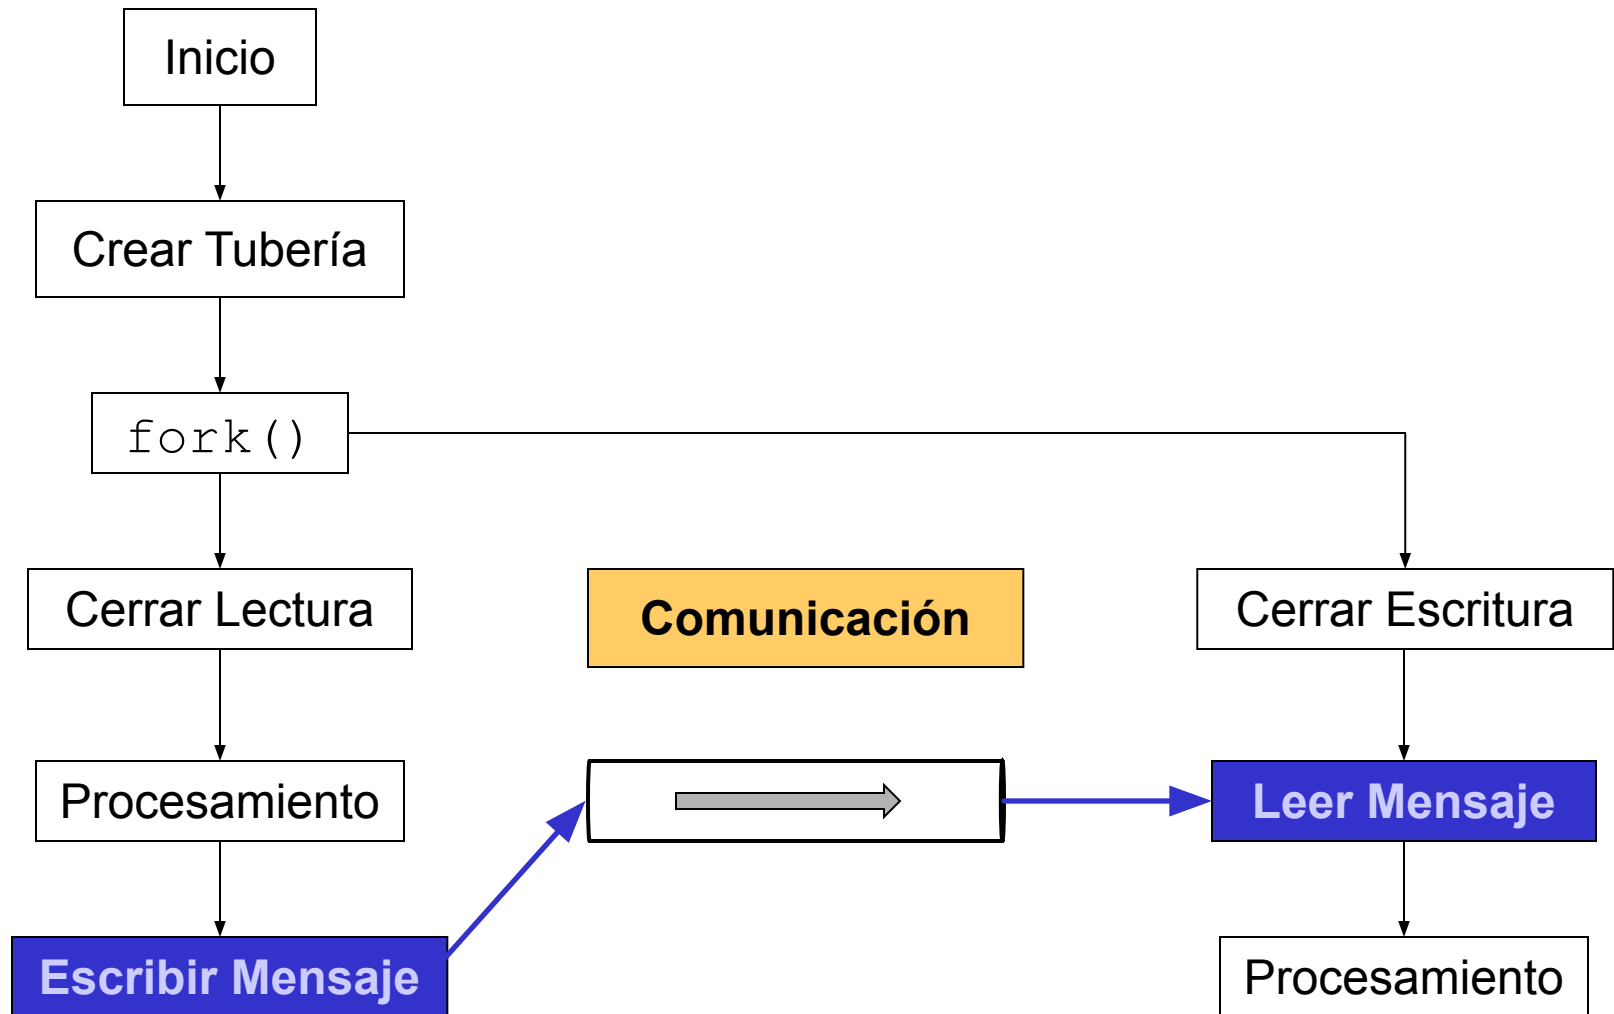 Inicio
Crear Tubería
fork()
Cerrar Lectura
Comunicación
Cerrar Escritura
Procesamiento
Leer Mensaje
Escribir Mensaje
Procesamiento